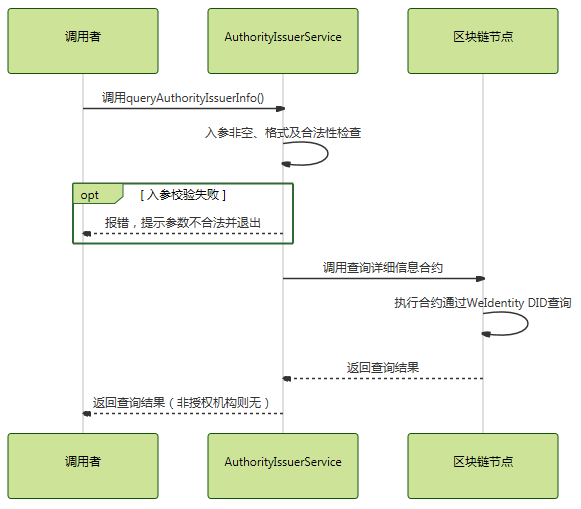 调用者
AuthorityIssuerService
区块链节点
调用queryAuthorityIssuerInfo()
入参非空、格式及合法性检查
opt
[ 入参校验失败 ]
报错，提示参数不合法并退出
调用查询详细信息合约
执行合约通过WeIdentity DID查询
返回查询结果
返回查询结果（非授权机构则无）
调用者
AuthorityIssuerService
区块链节点